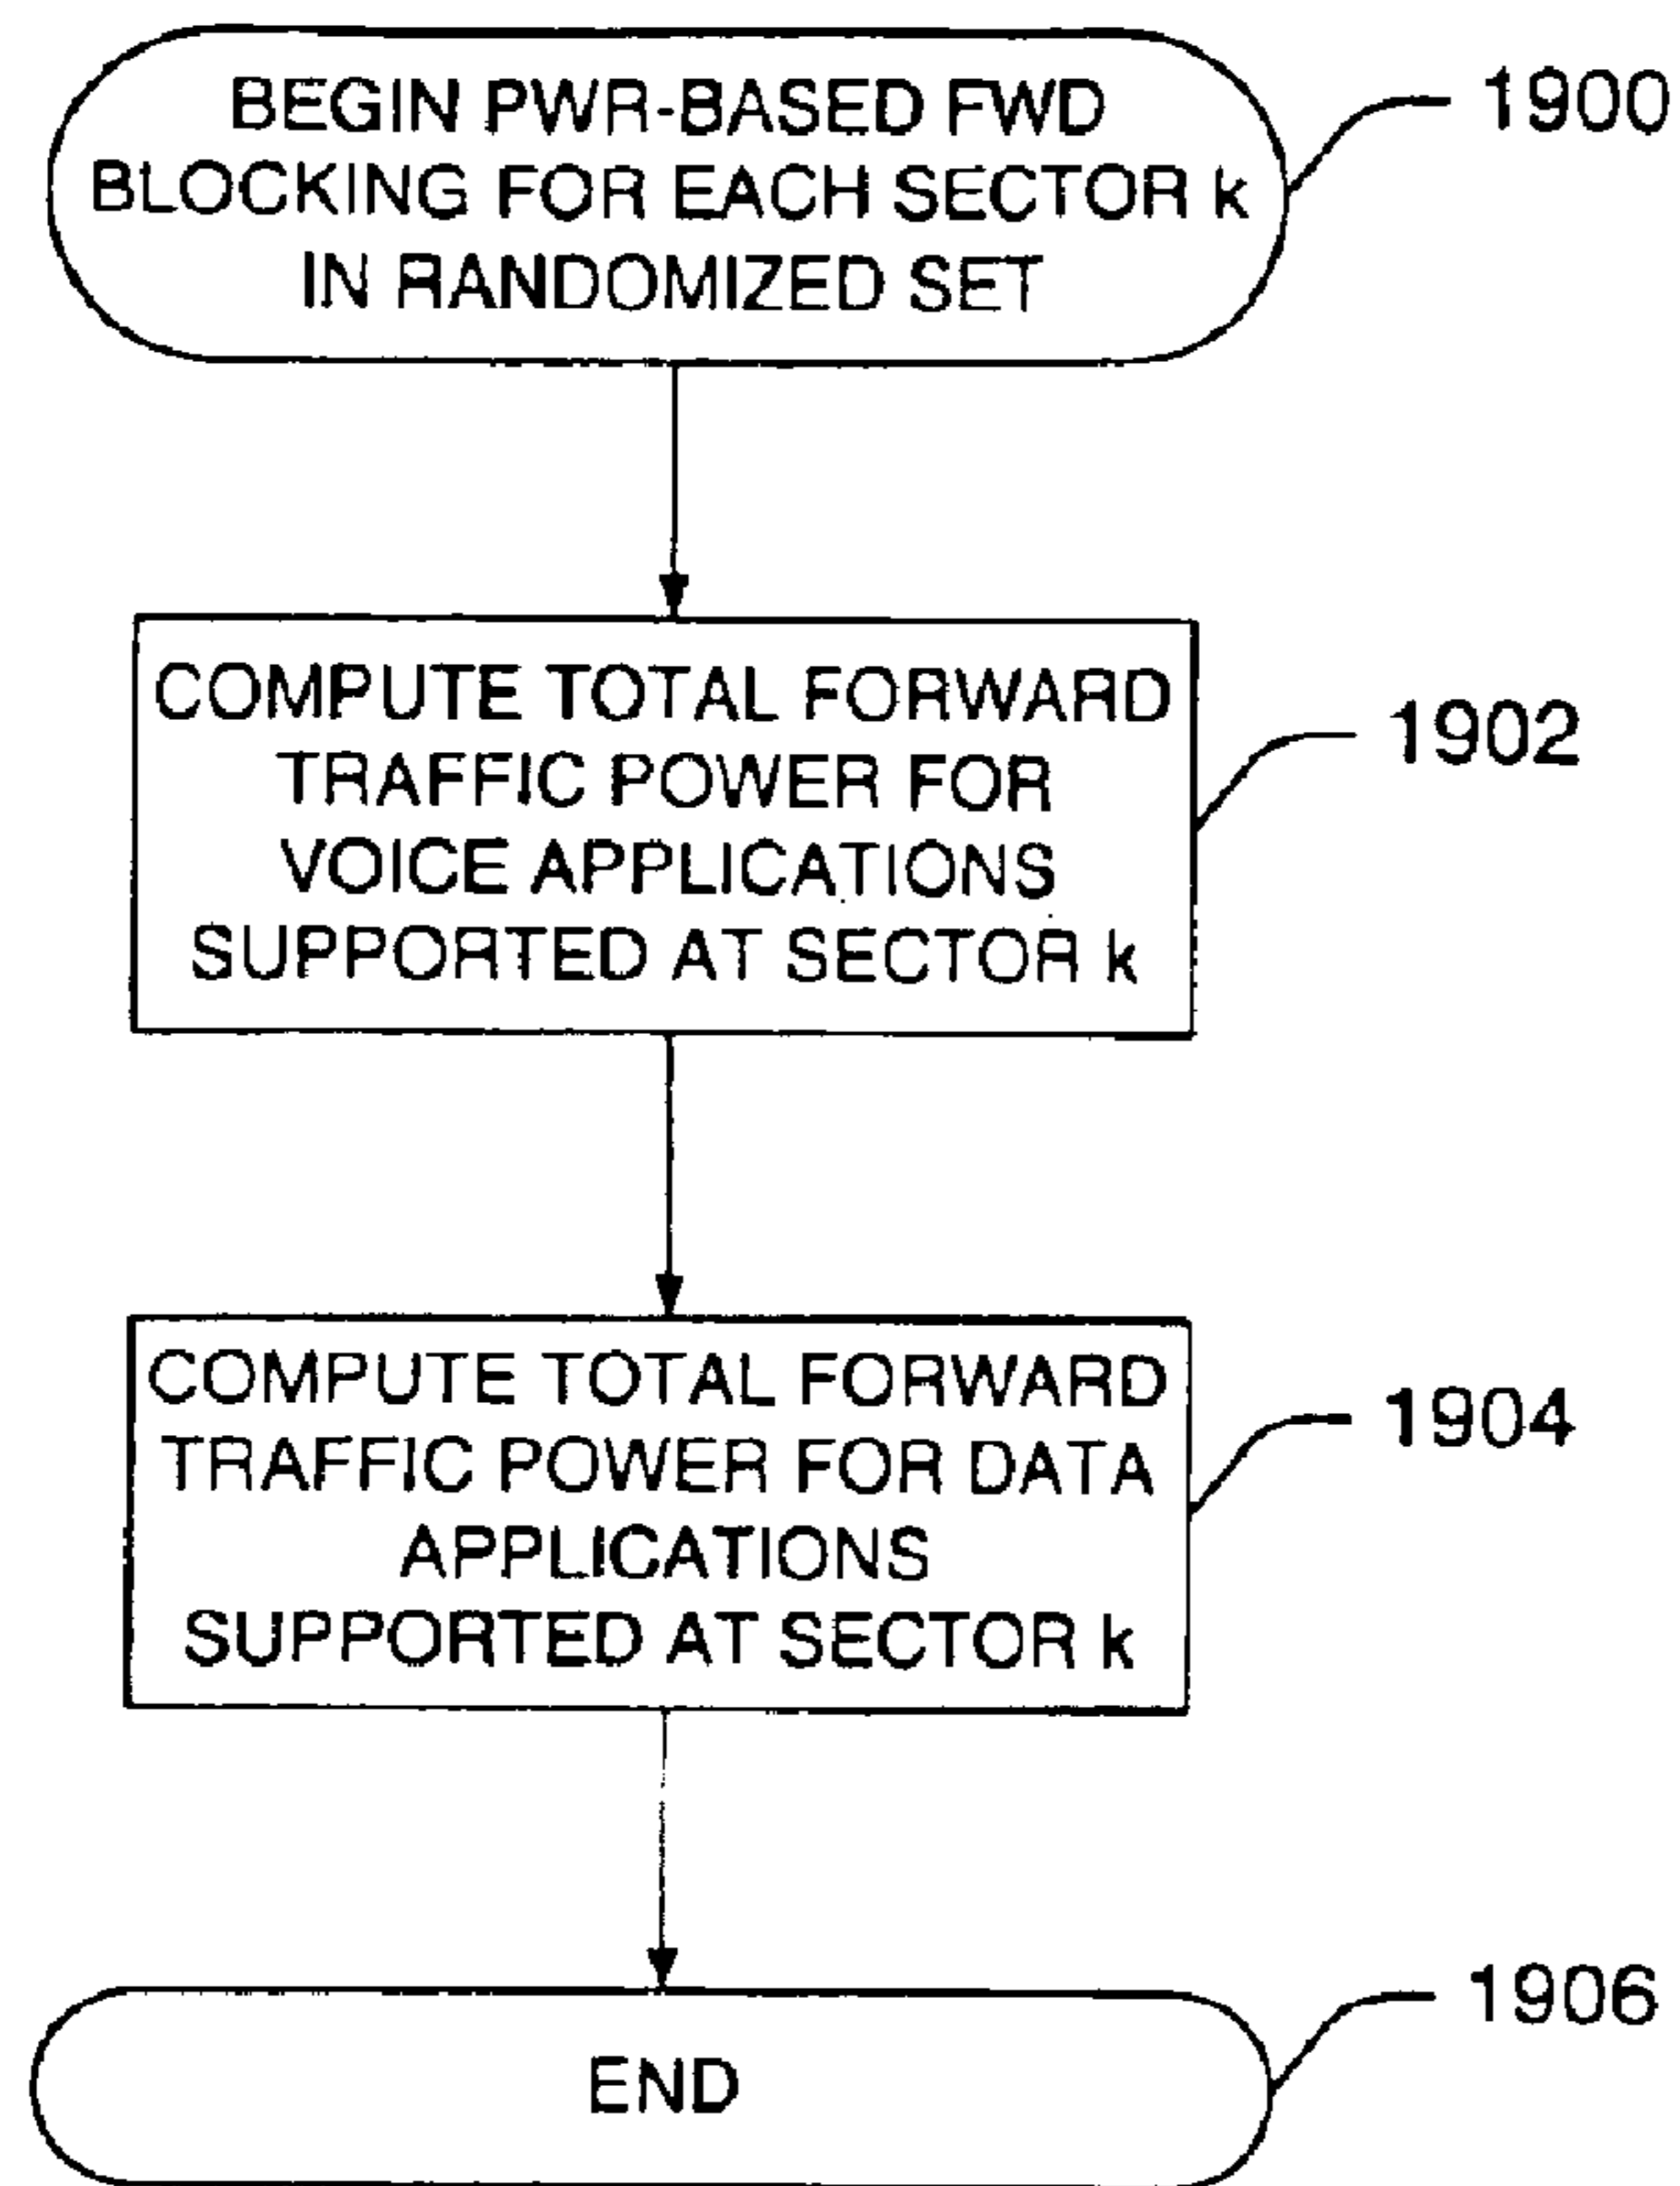 BEGIN PWR-BASED FWD
BLOCKING FOR EACH SECTOR k
IN RANDOMIZED SET
1900
COMPUTE TOTAL FORWARD
TRAFFIC POWER FOR
VOICE APPLICATIONS
SUPPORTED AT SECTOR k
1902
COMPUTE TOTAL FORWARD
TRAFFIC POWER FOR DATA
APPLICATIONS
SUPPORTED AT SECTOR k
1904
END
1906